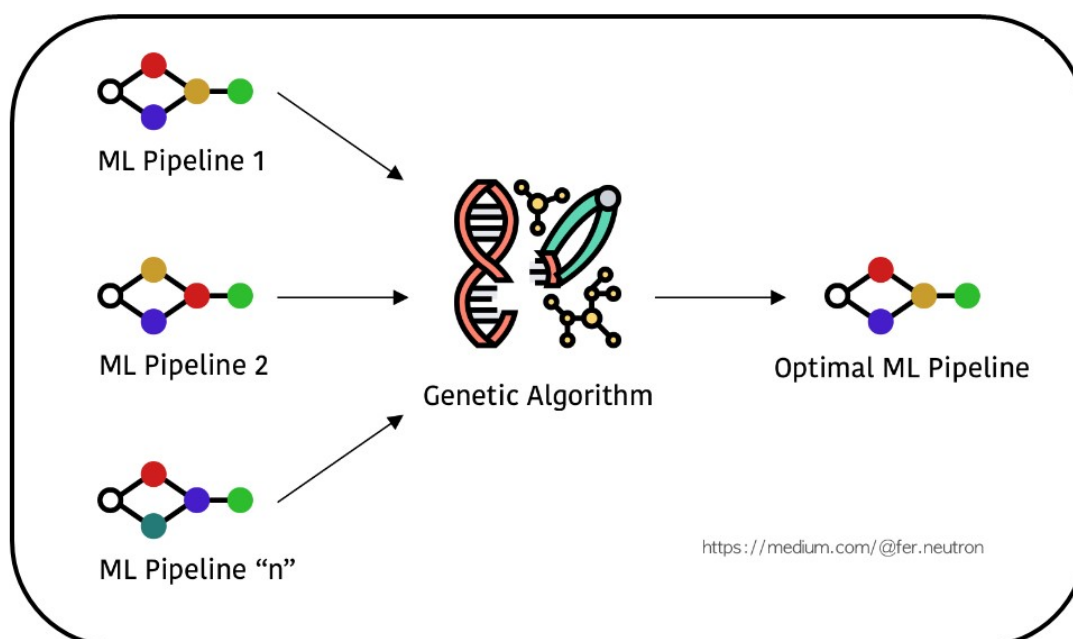 ML Pipeline 1
ML Pipeline 2
Genetic Algorithm
Optimal ML Pipeline
ML Pipeline “n”
https://medium.com/@fer.neutron